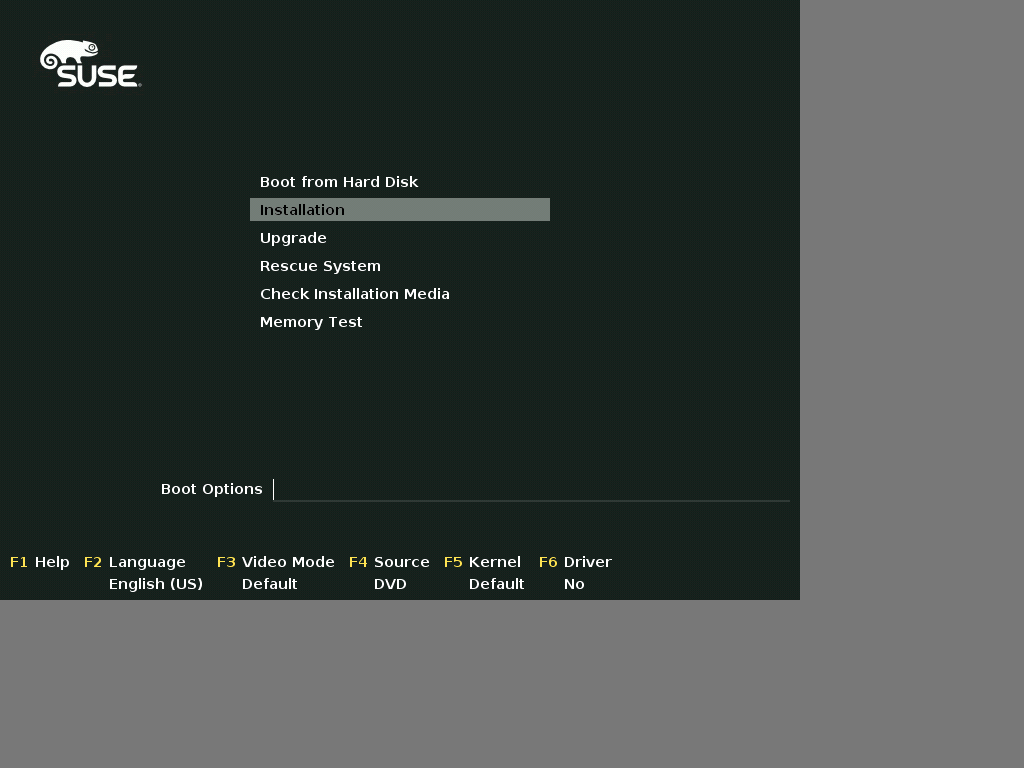 SUSE
Boot from Hard Disk
Installation
Upgrade
Rescue System
Check Installation Media
Memory Test
Boot Options
F1 Help F2 Language F3 Video Mode F4 Source F5 Kernel F6 Driver
English (US) Default DVD Default No